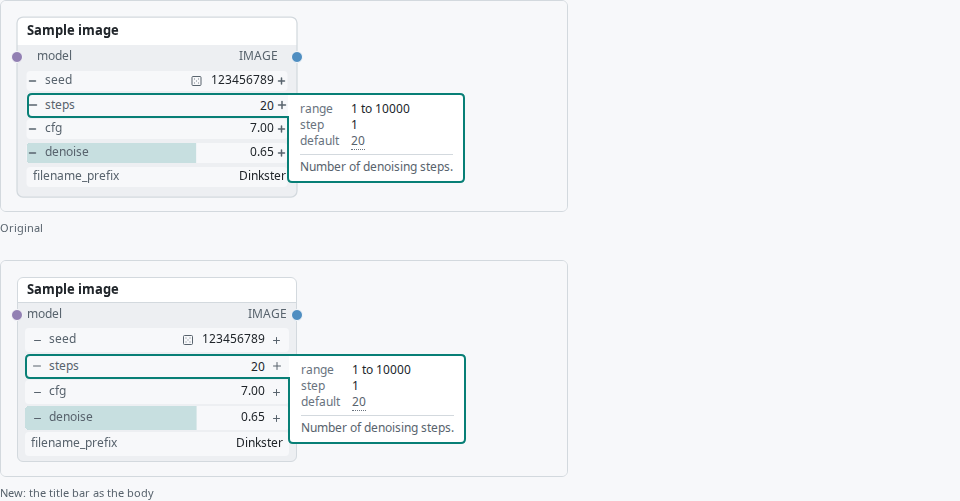 Sample image
model IMAGE
− seed 123456789 +
− steps 20 +
− cfg 7.00 +
− denoise 0.65 +
filename_prefix Dinkster
range 1 to 10000
step 1
default 20
Number of denoising steps.
Original
Sample image
model IMAGE
− seed 123456789 +
− steps 20 +
− cfg 7.00 +
− denoise 0.65 +
filename_prefix Dinkster
range 1 to 10000
step 1
default 20
Number of denoising steps.
New: the title bar as the body